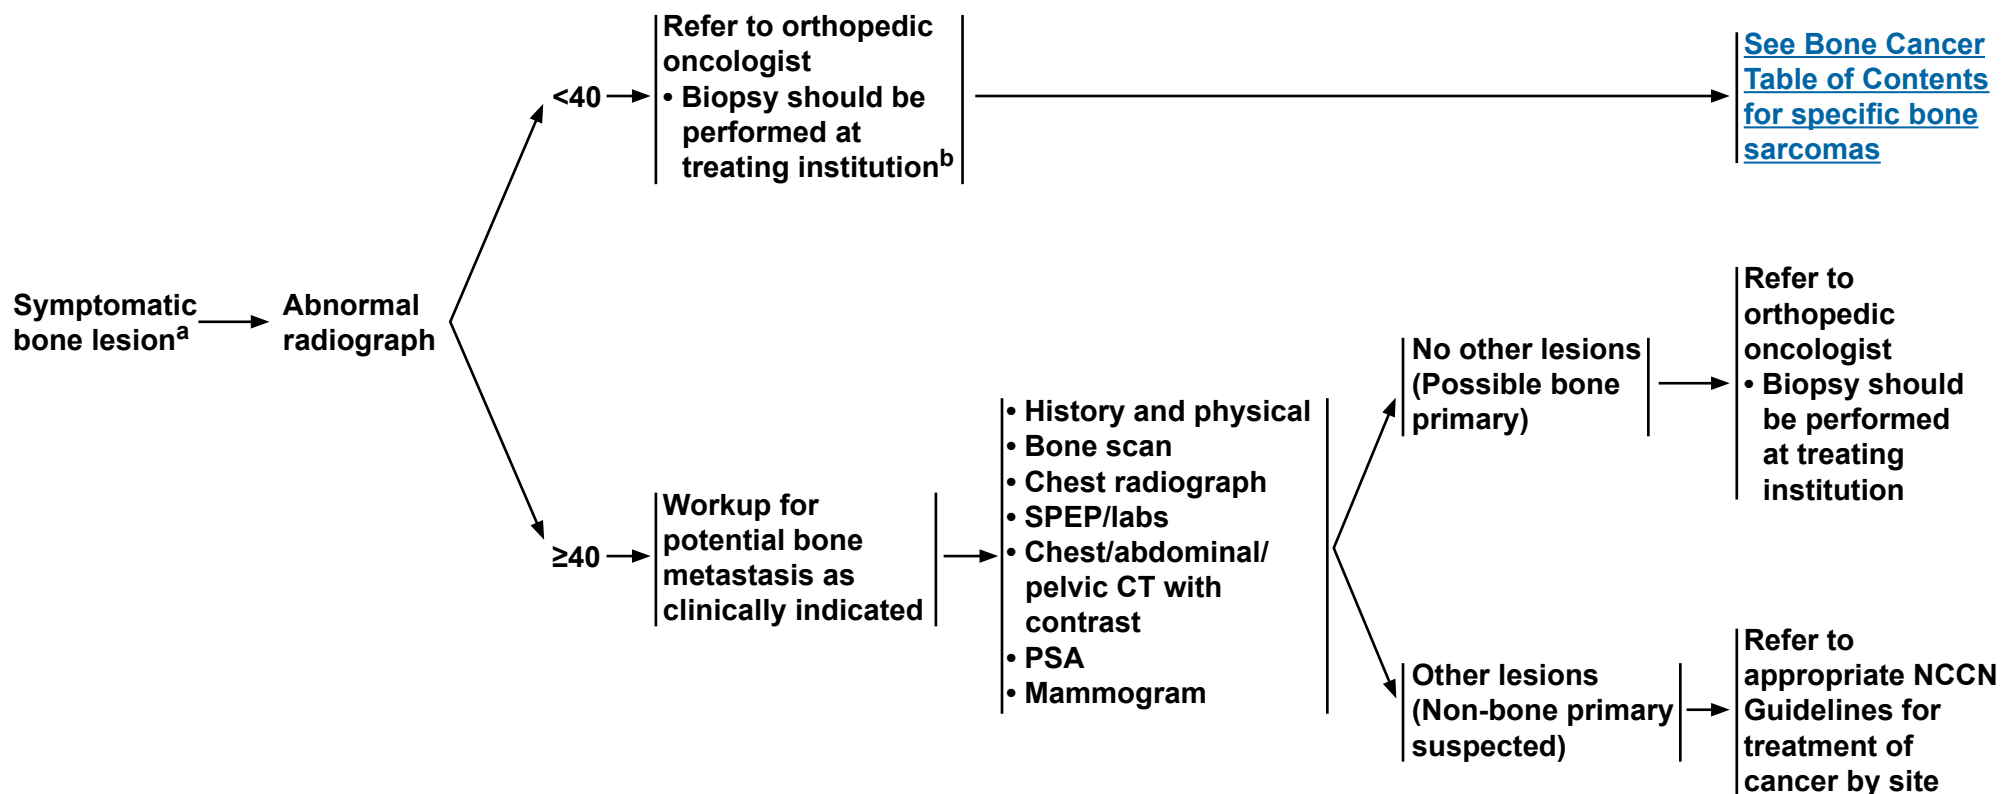 Symptomatic
bone lesionᵃ
Abnormal
radiograph
<40
Refer to orthopedic
oncologist
• Biopsy should be
performed at
treating institutionᵇ
See Bone Cancer
Table of Contents
for specific bone
sarcomas
≥40
Workup for
potential bone
metastasis as
clinically indicated
• History and physical
• Bone scan
• Chest radiograph
• SPEP/labs
• Chest/abdominal/
pelvic CT with
contrast
• PSA
• Mammogram
No other lesions
(Possible bone
primary)
Refer to
orthopedic
oncologist
• Biopsy should
be performed
at treating
institution
Other lesions
(Non-bone primary
suspected)
Refer to
appropriate NCCN
Guidelines for
treatment of
cancer by site